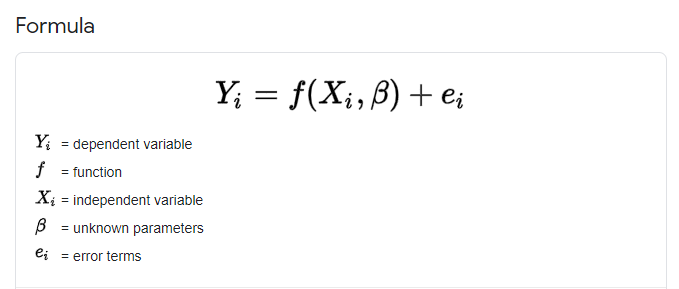 Formula
Yᵢ = f(Xᵢ, β) + eᵢ
Yᵢ = dependent variable
f = function
Xᵢ = independent variable
β = unknown parameters
eᵢ = error terms